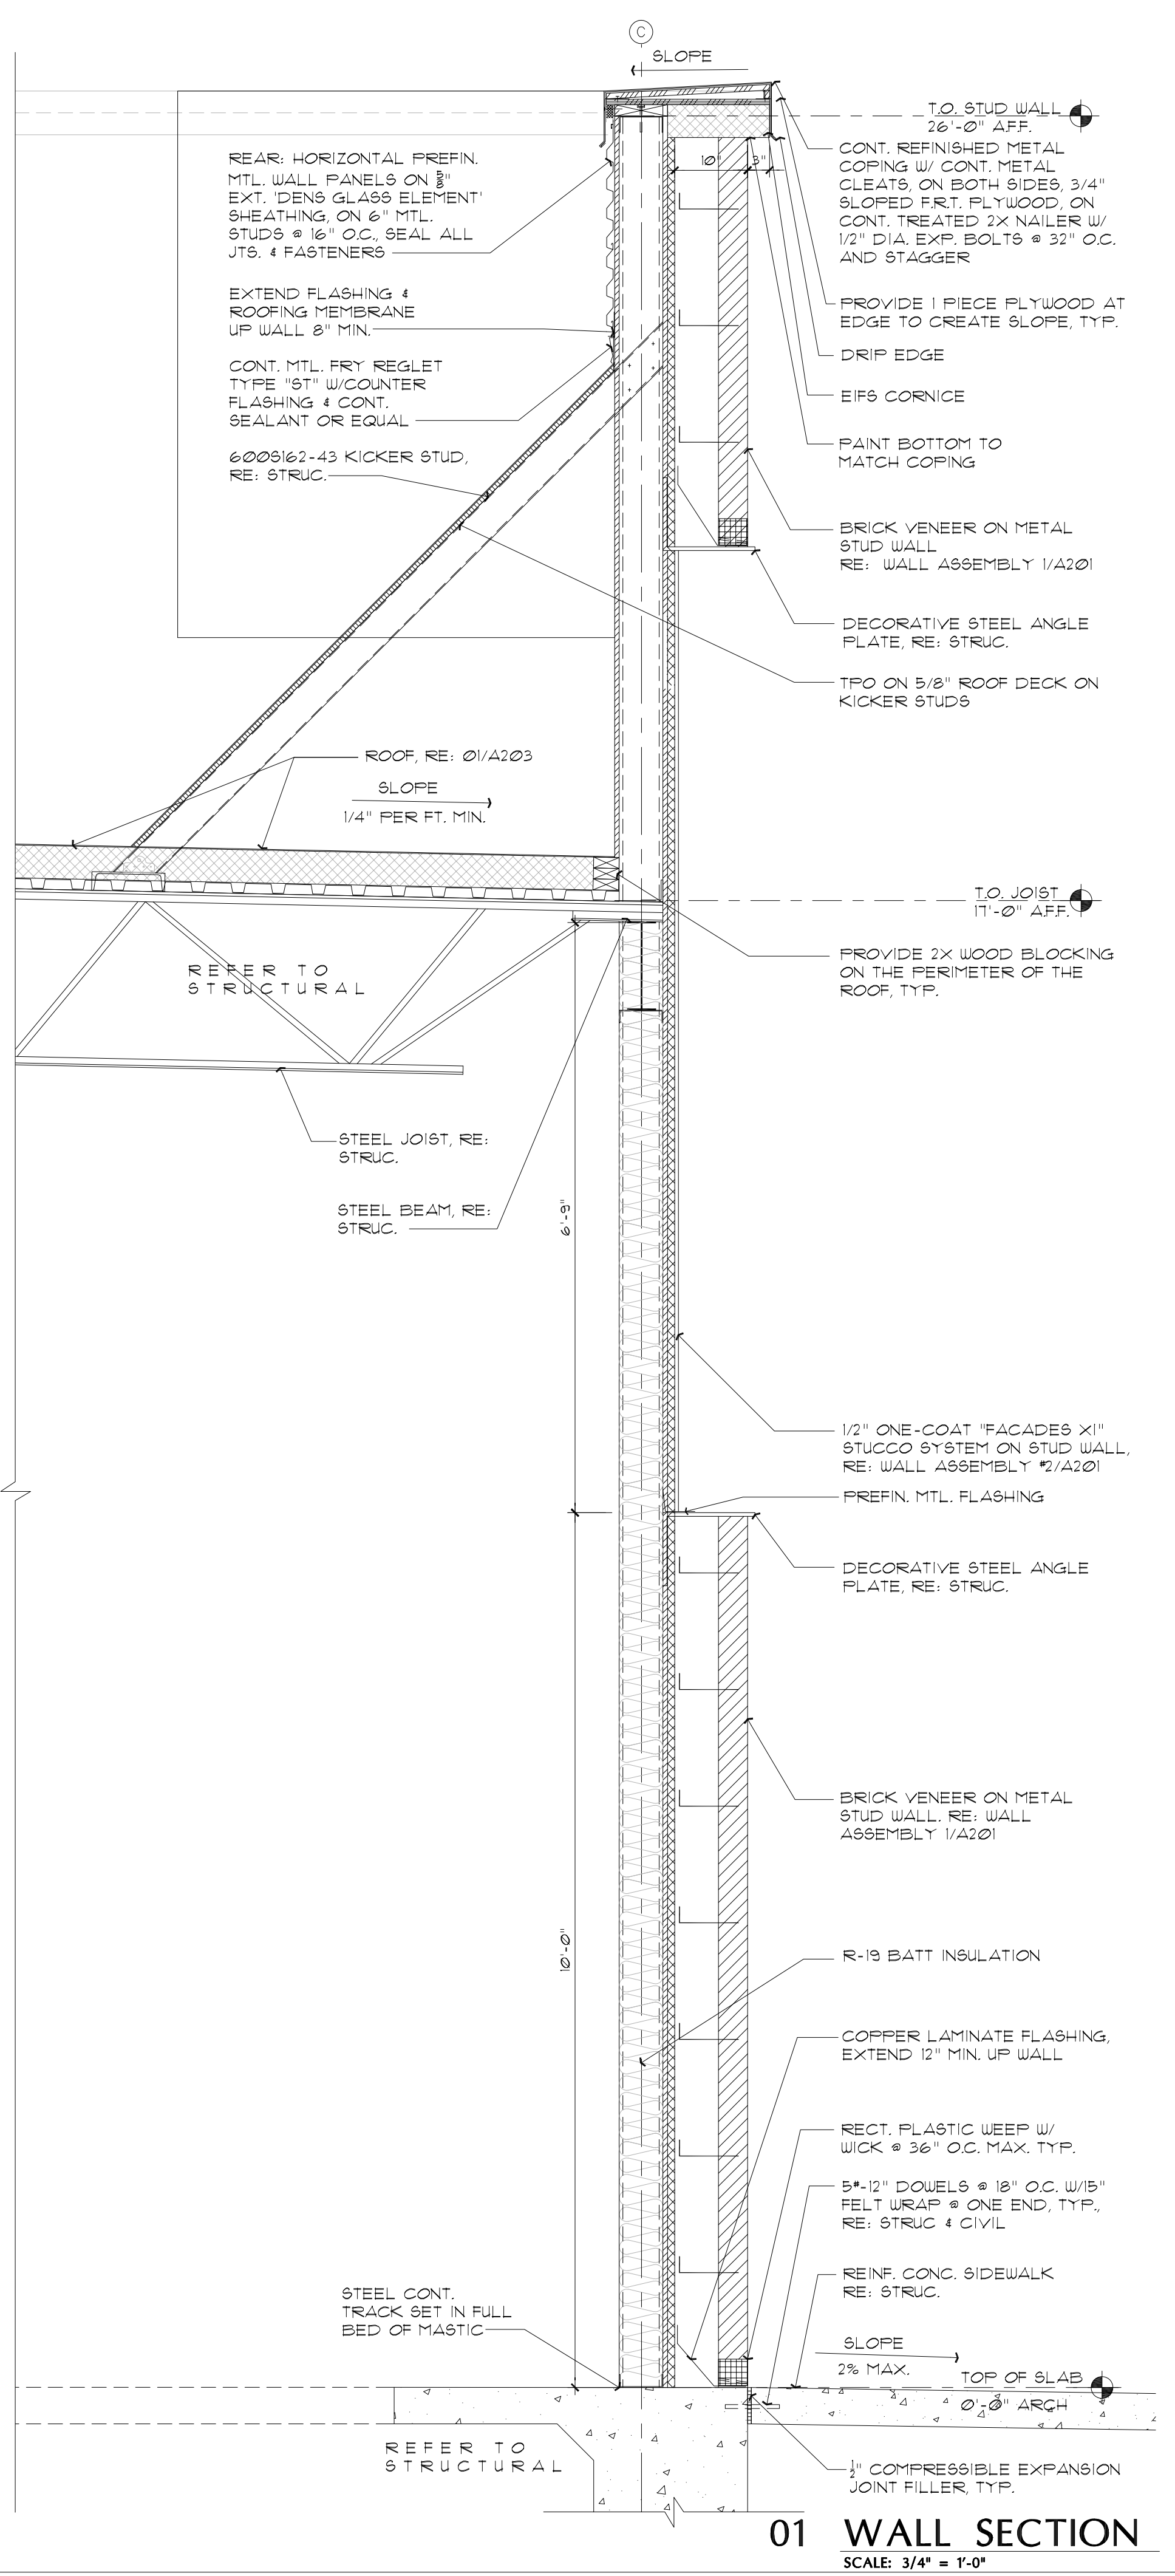 C
SLOPE
T.O. STUD WALL
26'-0" A.F.F.
REAR: HORIZONTAL PREFIN.
MTL. WALL PANELS ON 5/8"
EXT. 'DENS GLASS ELEMENT'
SHEATHING, ON 6" MTL.
STUDS @ 16" O.C., SEAL ALL
JTS. & FASTENERS
EXTEND FLASHING &
ROOFING MEMBRANE
UP WALL 8" MIN.
CONT. MTL. FRY REGLET
TYPE "ST" W/COUNTER
FLASHING & CONT.
SEALANT OR EQUAL
600S162-43 KICKER STUD,
RE: STRUC.
10"
3"
CONT. REFINISHED METAL
COPING W/ CONT. METAL
CLEATS, ON BOTH SIDES, 3/4"
SLOPED F.R.T. PLYWOOD, ON
CONT. TREATED 2X NAILER W/
1/2" DIA. EXP. BOLTS @ 32" O.C.
AND STAGGER
PROVIDE 1 PIECE PLYWOOD AT
EDGE TO CREATE SLOPE, TYP.
DRIP EDGE
EIFS CORNICE
PAINT BOTTOM TO
MATCH COPING
BRICK VENEER ON METAL
STUD WALL
RE: WALL ASSEMBLY 1/A201
DECORATIVE STEEL ANGLE
PLATE, RE: STRUC.
TPO ON 5/8" ROOF DECK ON
KICKER STUDS
ROOF, RE: 01/A203
SLOPE
1/4" PER FT. MIN.
T.O. JOIST
17'-0" A.F.F.
PROVIDE 2X WOOD BLOCKING
ON THE PERIMETER OF THE
ROOF, TYP.
REFER TO
STRUCTURAL
STEEL JOIST, RE:
STRUC.
STEEL BEAM, RE:
STRUC.
6'-9"
1/2" ONE-COAT "FACADES X1"
STUCCO SYSTEM ON STUD WALL,
RE: WALL ASSEMBLY #2/A201
PREFIN. MTL. FLASHING
DECORATIVE STEEL ANGLE
PLATE, RE: STRUC.
BRICK VENEER ON METAL
STUD WALL. RE: WALL
ASSEMBLY 1/A201
10'-0"
R-19 BATT INSULATION
COPPER LAMINATE FLASHING,
EXTEND 12" MIN. UP WALL
RECT. PLASTIC WEEP W/
WICK @ 36" O.C. MAX. TYP.
5#-12" DOWELS @ 18" O.C. W/15"
FELT WRAP @ ONE END, TYP.,
RE: STRUC & CIVIL
REINF. CONC. SIDEWALK
RE: STRUC.
STEEL CONT.
TRACK SET IN FULL
BED OF MASTIC
SLOPE
2% MAX.
TOP OF SLAB
0'-0" ARCH
REFER TO
STRUCTURAL
1/2" COMPRESSIBLE EXPANSION
JOINT FILLER, TYP.
01 WALL SECTION
SCALE: 3/4" = 1'-0"